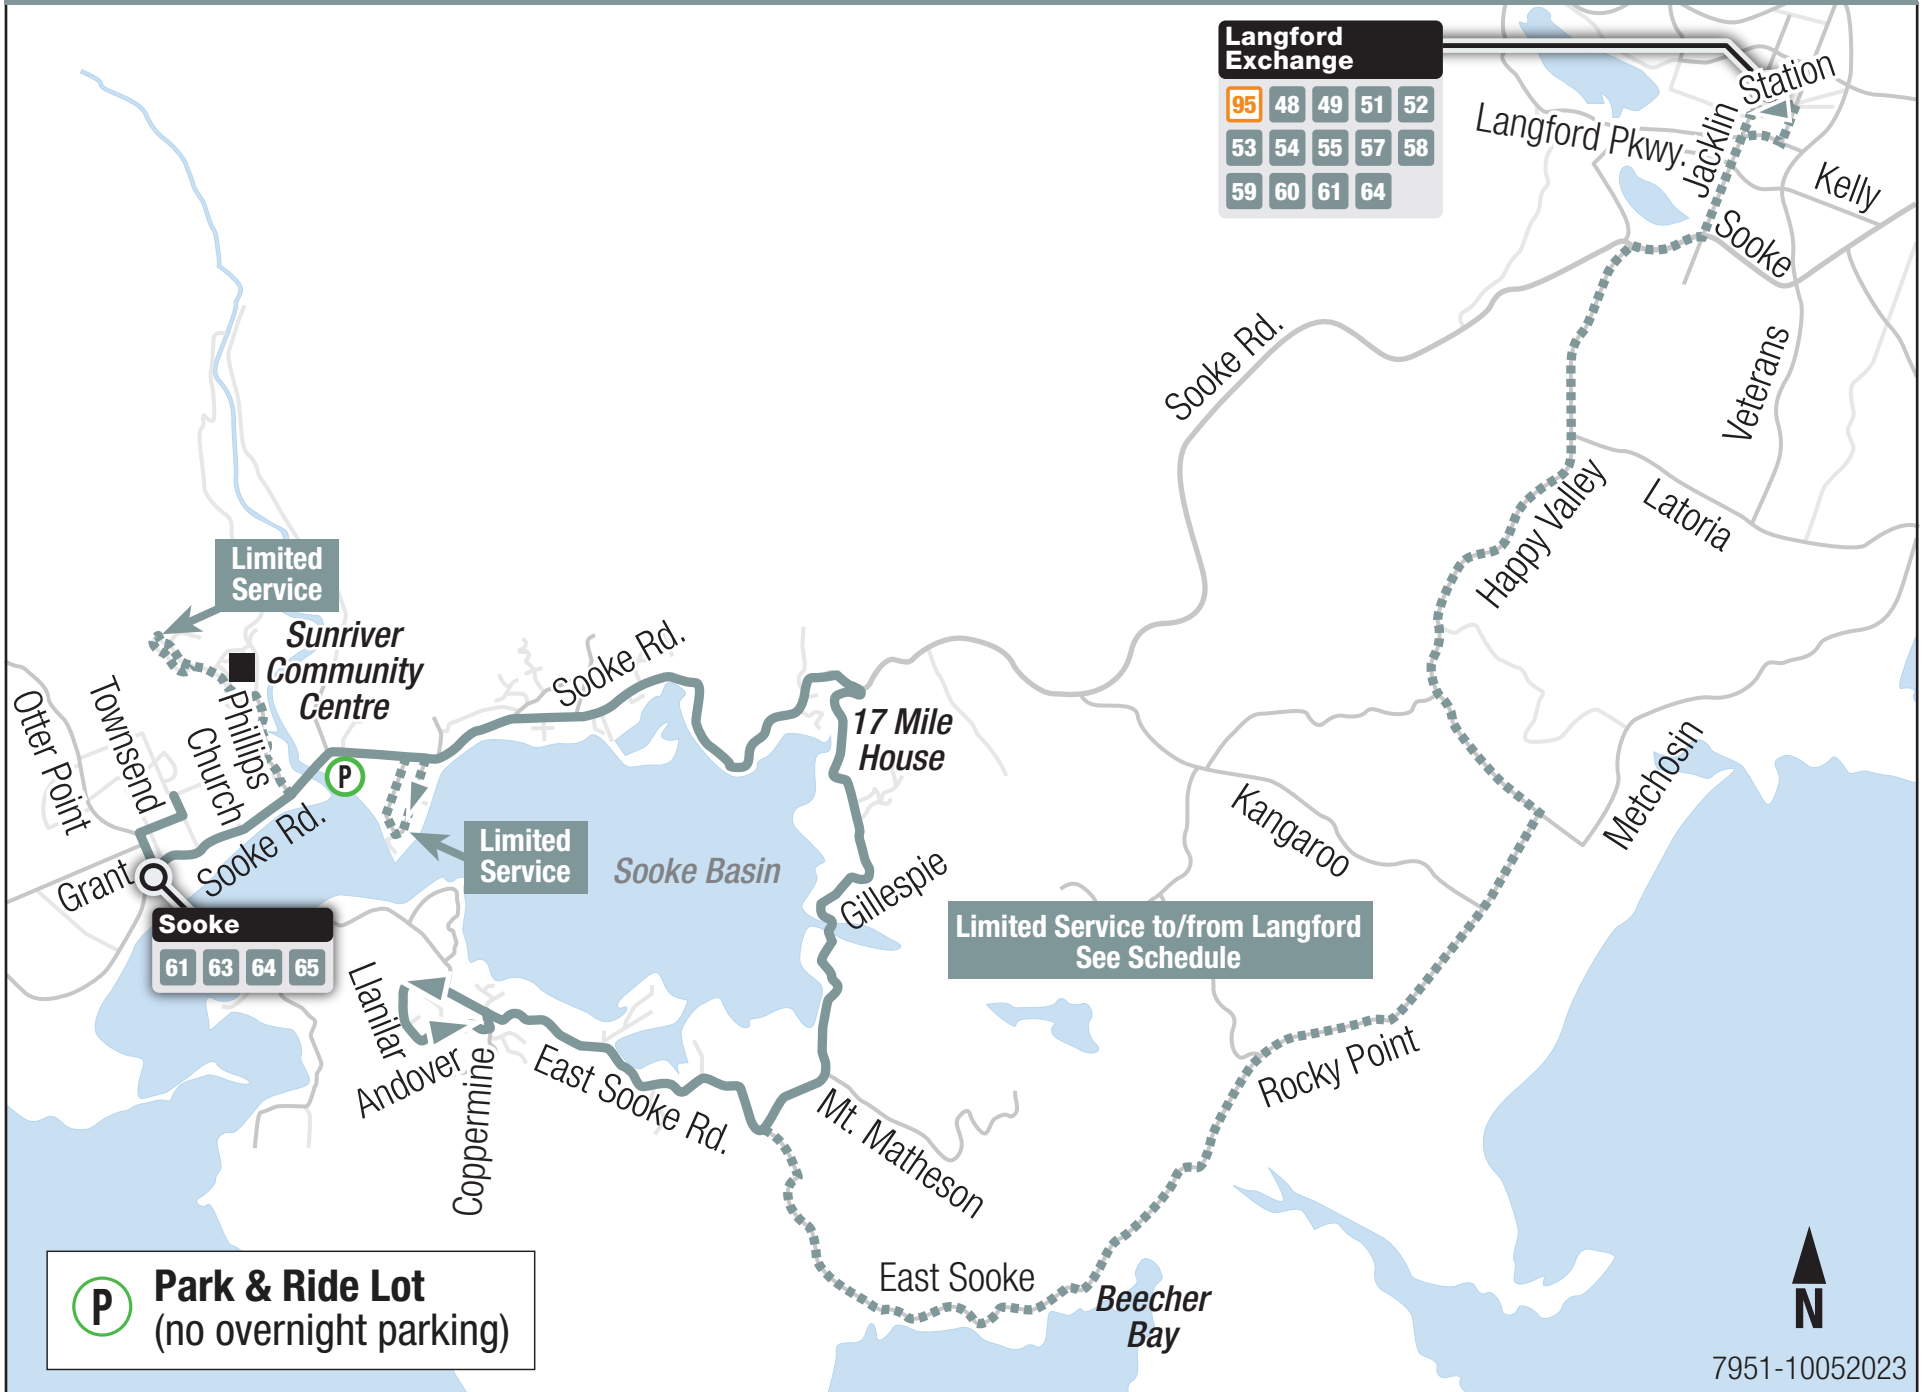 Langford
Exchange
95 48 49 51 52
53 54 55 57 58
59 60 61 64
Station
Langford Pkwy.
Jacklin
Kelly
Sooke
Sooke Rd.
Veterans
Happy Valley
Latoria
Limited
Service
Sunriver
Community
Centre
Sooke Rd.
Otter Point
Townsend
Church
Phillips
P
17 Mile
House
Metchosin
Kangaroo
Sooke Rd.
Limited
Service
Sooke Basin
Grant
Gillespie
Sooke
61 63 64 65
Limited Service to/from Langford
See Schedule
Llanilar
Andover
Coppermine
East Sooke Rd.
Mt. Matheson
Rocky Point
East Sooke
Beecher
Bay
P
Park & Ride Lot
(no overnight parking)
N
7951-10052023